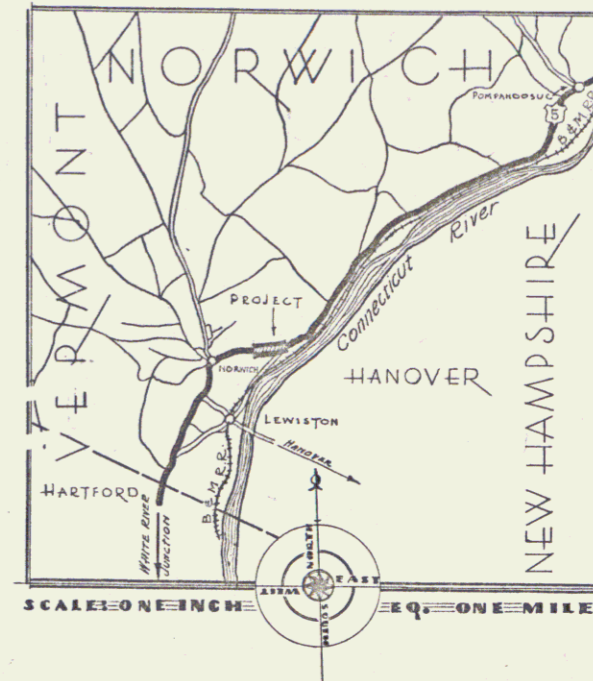 NORWICH
POMPANOOSUC
5
B & M. R.R.
VERMONT
Connecticut River
NEW HAMPSHIRE
PROJECT
NORWICH
HANOVER
LEWISTON
HANOVER
HARTFORD
B & M. R.R.
WHITE RIVER
JUNCTION
NORTH
EAST
WEST
SOUTH
SCALE: ONE INCH EQ. ONE MILE